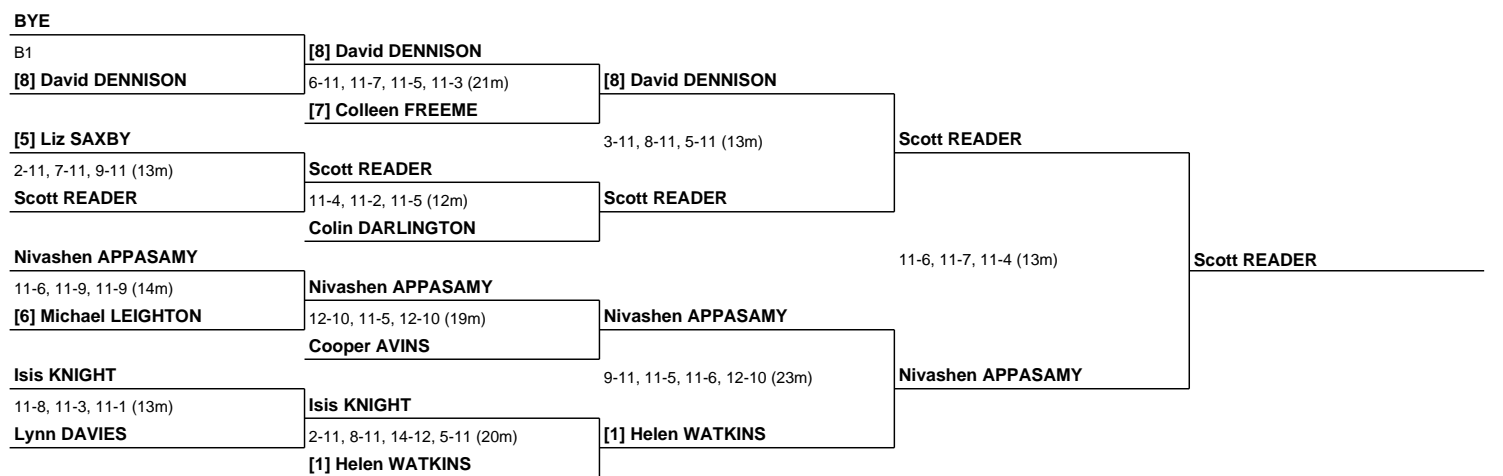 BYE
B1
[8] David DENNISON
[5] Liz SAXBY
2-11, 7-11, 9-11 (13m)
Scott READER
Nivashen APPASAMY
11-6, 11-9, 11-9 (14m)
[6] Michael LEIGHTON
Isis KNIGHT
11-8, 11-3, 11-1 (13m)
Lynn DAVIES
[8] David DENNISON
6-11, 11-7, 11-5, 11-3 (21m)
[7] Colleen FREEME
Scott READER
11-4, 11-2, 11-5 (12m)
Colin DARLINGTON
Nivashen APPASAMY
12-10, 11-5, 12-10 (19m)
Cooper AVINS
Isis KNIGHT
2-11, 8-11, 14-12, 5-11 (20m)
[1] Helen WATKINS
[8] David DENNISON
3-11, 8-11, 5-11 (13m)
Scott READER
Nivashen APPASAMY
9-11, 11-5, 11-6, 12-10 (23m)
[1] Helen WATKINS
Scott READER
11-6, 11-7, 11-4 (13m)
Nivashen APPASAMY
Scott READER